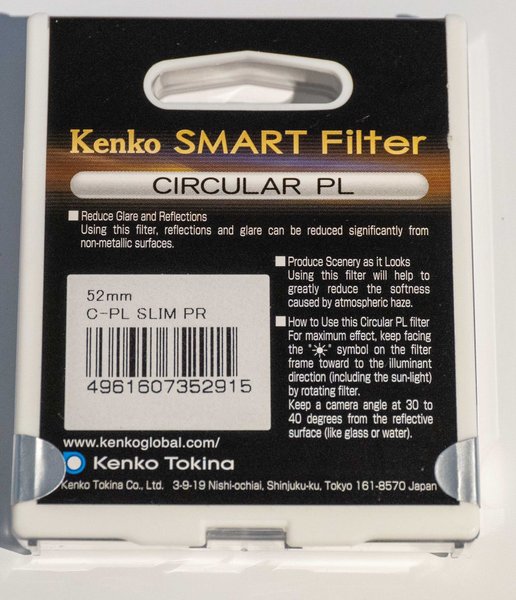 Kenko SMART Filter
CIRCULAR PL
■ Reduce Glare and Reflections
Using this filter, reflections and glare can be reduced significantly from
non-metallic surfaces.
■ Produce Scenery as it Looks
Using this filter will help to
greatly reduce the softness
caused by atmospheric haze.
■ How to Use this Circular PL filter
For maximum effect, keep facing
the "☀" symbol on the filter
frame toward to the illuminant
direction (including the sun-light)
by rotating filter.
Keep a camera angle at 30 to
40 degrees from the reflective
surface (like glass or water).
52mm
C-PL SLIM PR
4961607352915
www.kenkoglobal.com/
Kenko Tokina
Kenko Tokina Co., Ltd. 3-9-19 Nishi-ochiai, Shinjuku-ku, Tokyo 161-8570 Japan